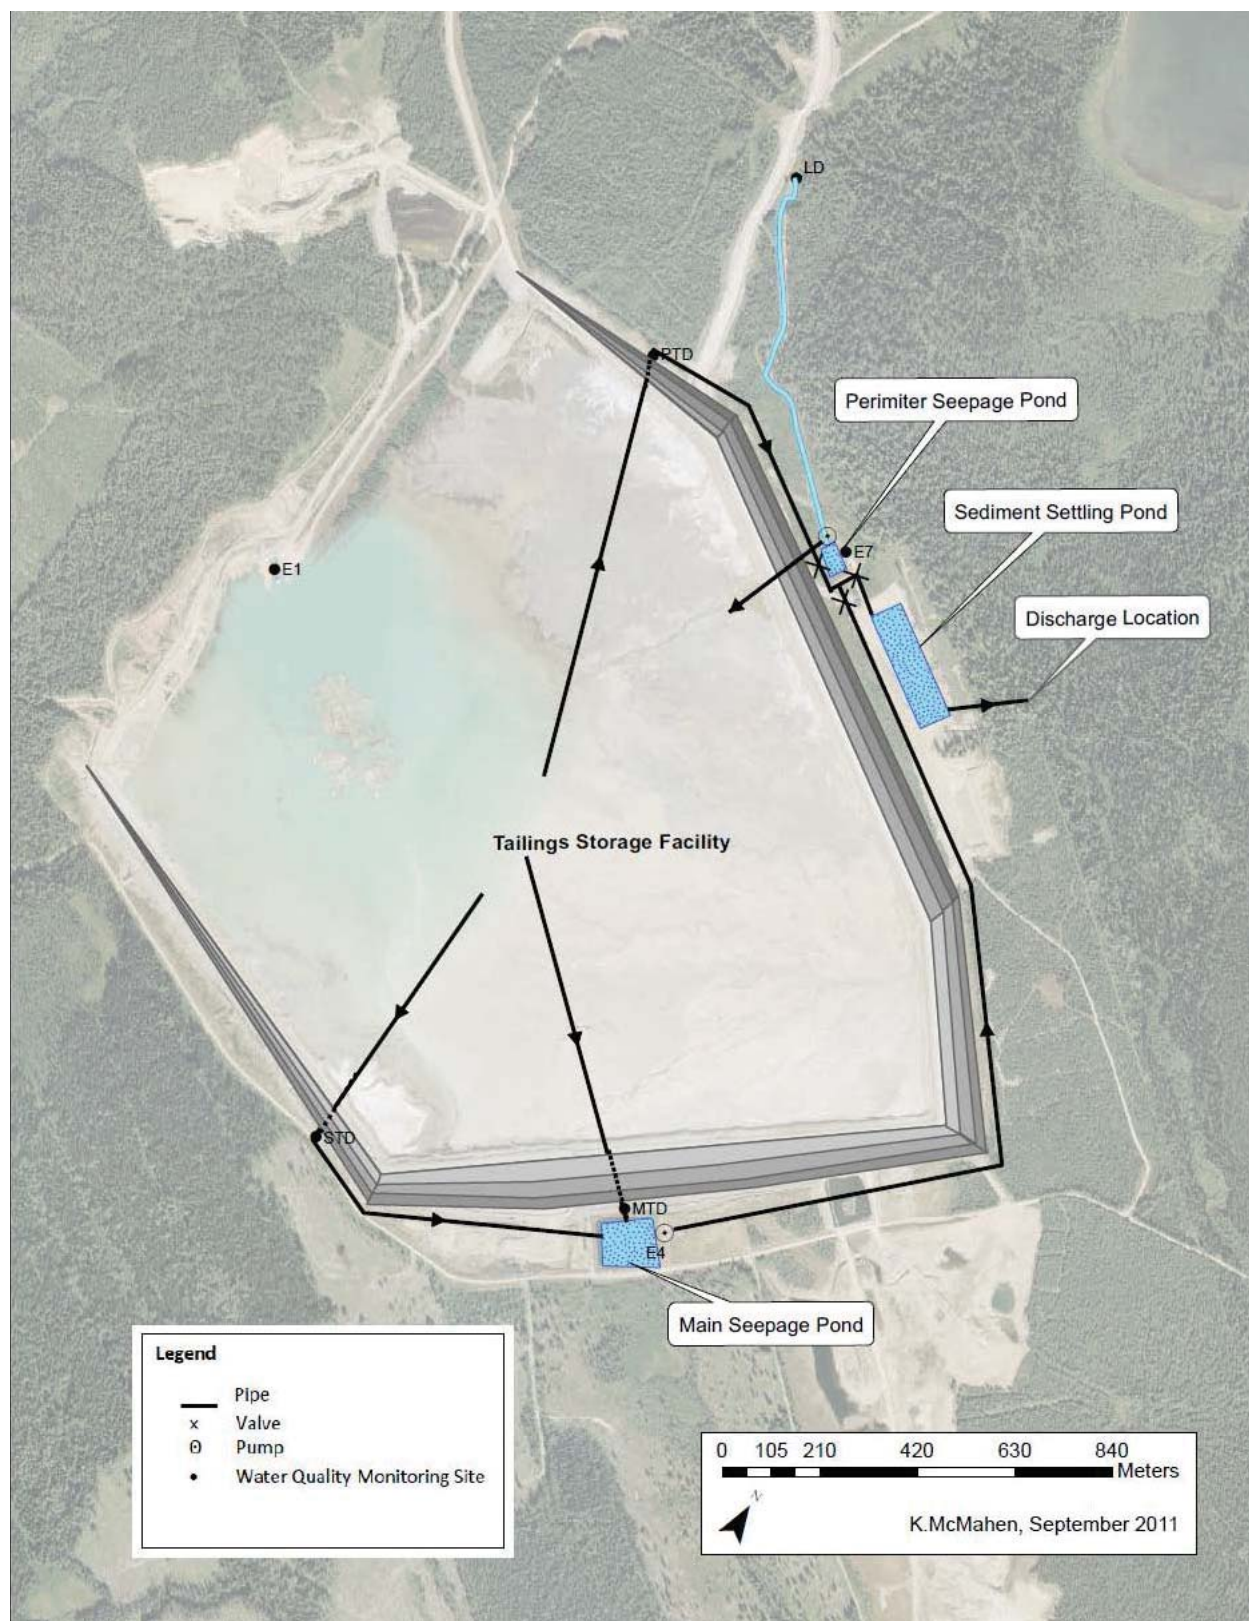 LD
PTD
Perimiter Seepage Pond
Sediment Settling Pond
E7
E1
Discharge Location
Tailings Storage Facility
STD
MTD
E4
Main Seepage Pond
Legend
Pipe
x Valve
Pump
Water Quality Monitoring Site
0 105 210 420 630 840
Meters
N
K.McMahen, September 2011